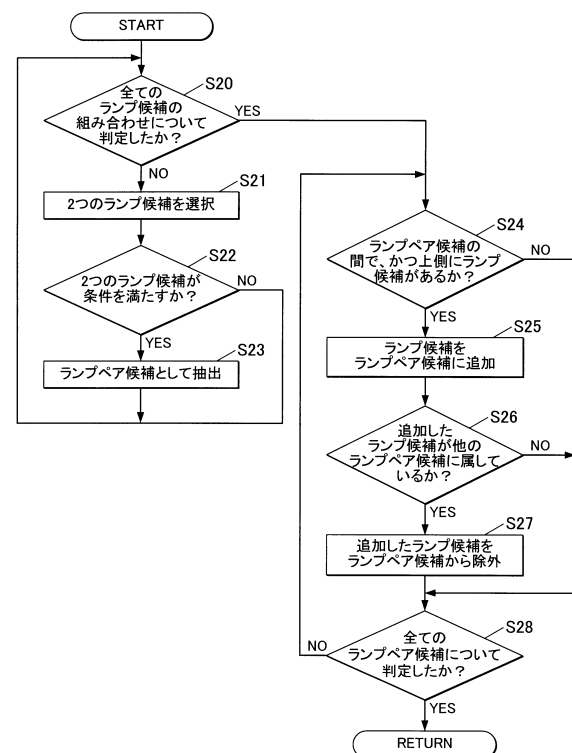 START
S20
全ての
ランプ候補の
組み合わせについて
判定したか？
YES
NO
S21
2つのランプ候補を選択
S22
2つのランプ候補が
条件を満たすか？
NO
YES
S23
ランプペア候補として抽出
S24
ランプペア候補の
間で、かつ上側にランプ
候補があるか？
NO
YES
S25
ランプ候補を
ランプペア候補に追加
S26
追加した
ランプ候補が他の
ランプペア候補に属して
いるか？
NO
YES
S27
追加したランプ候補を
ランプペア候補から除外
S28
全ての
ランプペア候補について
判定したか？
NO
YES
RETURN